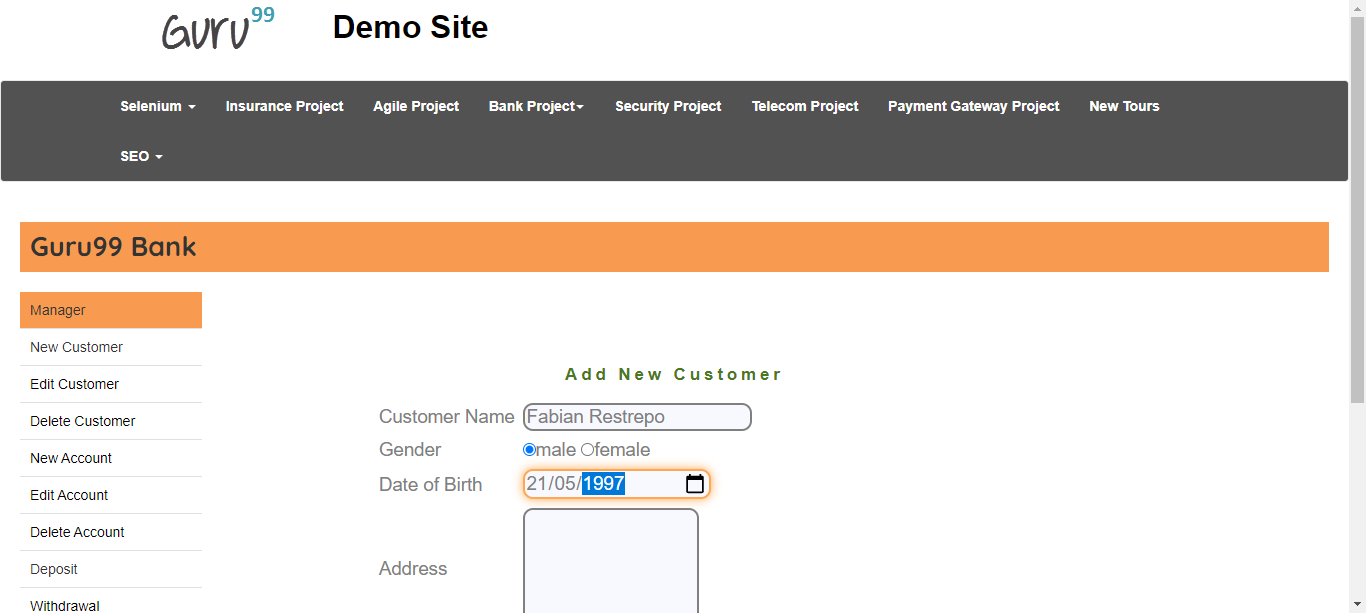 Guru99 Demo Site
Selenium Insurance Project Agile Project Bank Project Security Project Telecom Project Payment Gateway Project New Tours
SEO
Guru99 Bank
Manager
New Customer
Edit Customer
Delete Customer
New Account
Edit Account
Delete Account
Deposit
Withdrawal
Add New Customer
Customer Name Fabian Restrepo
Gender male female
Date of Birth 21/05/1997
Address